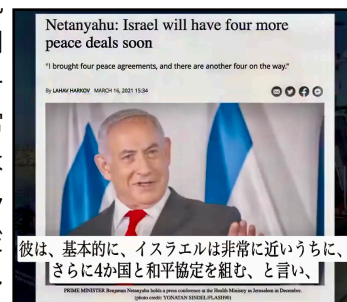 Netanyahu: Israel will have four more
peace deals soon
"I brought four peace agreements, and there are another four on the way."
By LAHAV HARKOV MARCH 16, 2021 15:34
彼は、基本的に、イスラエルは非常に近いうちに、
さらに4か国と和平協定を組む、と言い、
PRIME MINISTER Benjamin Netanyahu holds a press conference at the Health Ministry in Jerusalem in December.
(photo credit: YONATAN SINDEL/FLASH90)